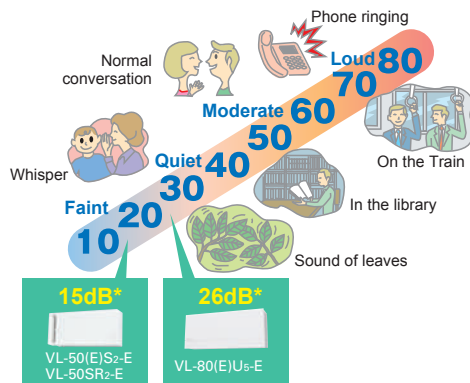 Phone ringing
Normal
conversation
Loud 80
70
Moderate 60
50
On the Train
Whisper
Quiet 40
30
In the library
Faint 20
10
Sound of leaves
15dB*
VL-50(E)S2-E
VL-50SR2-E
26dB*
VL-80(E)U5-E